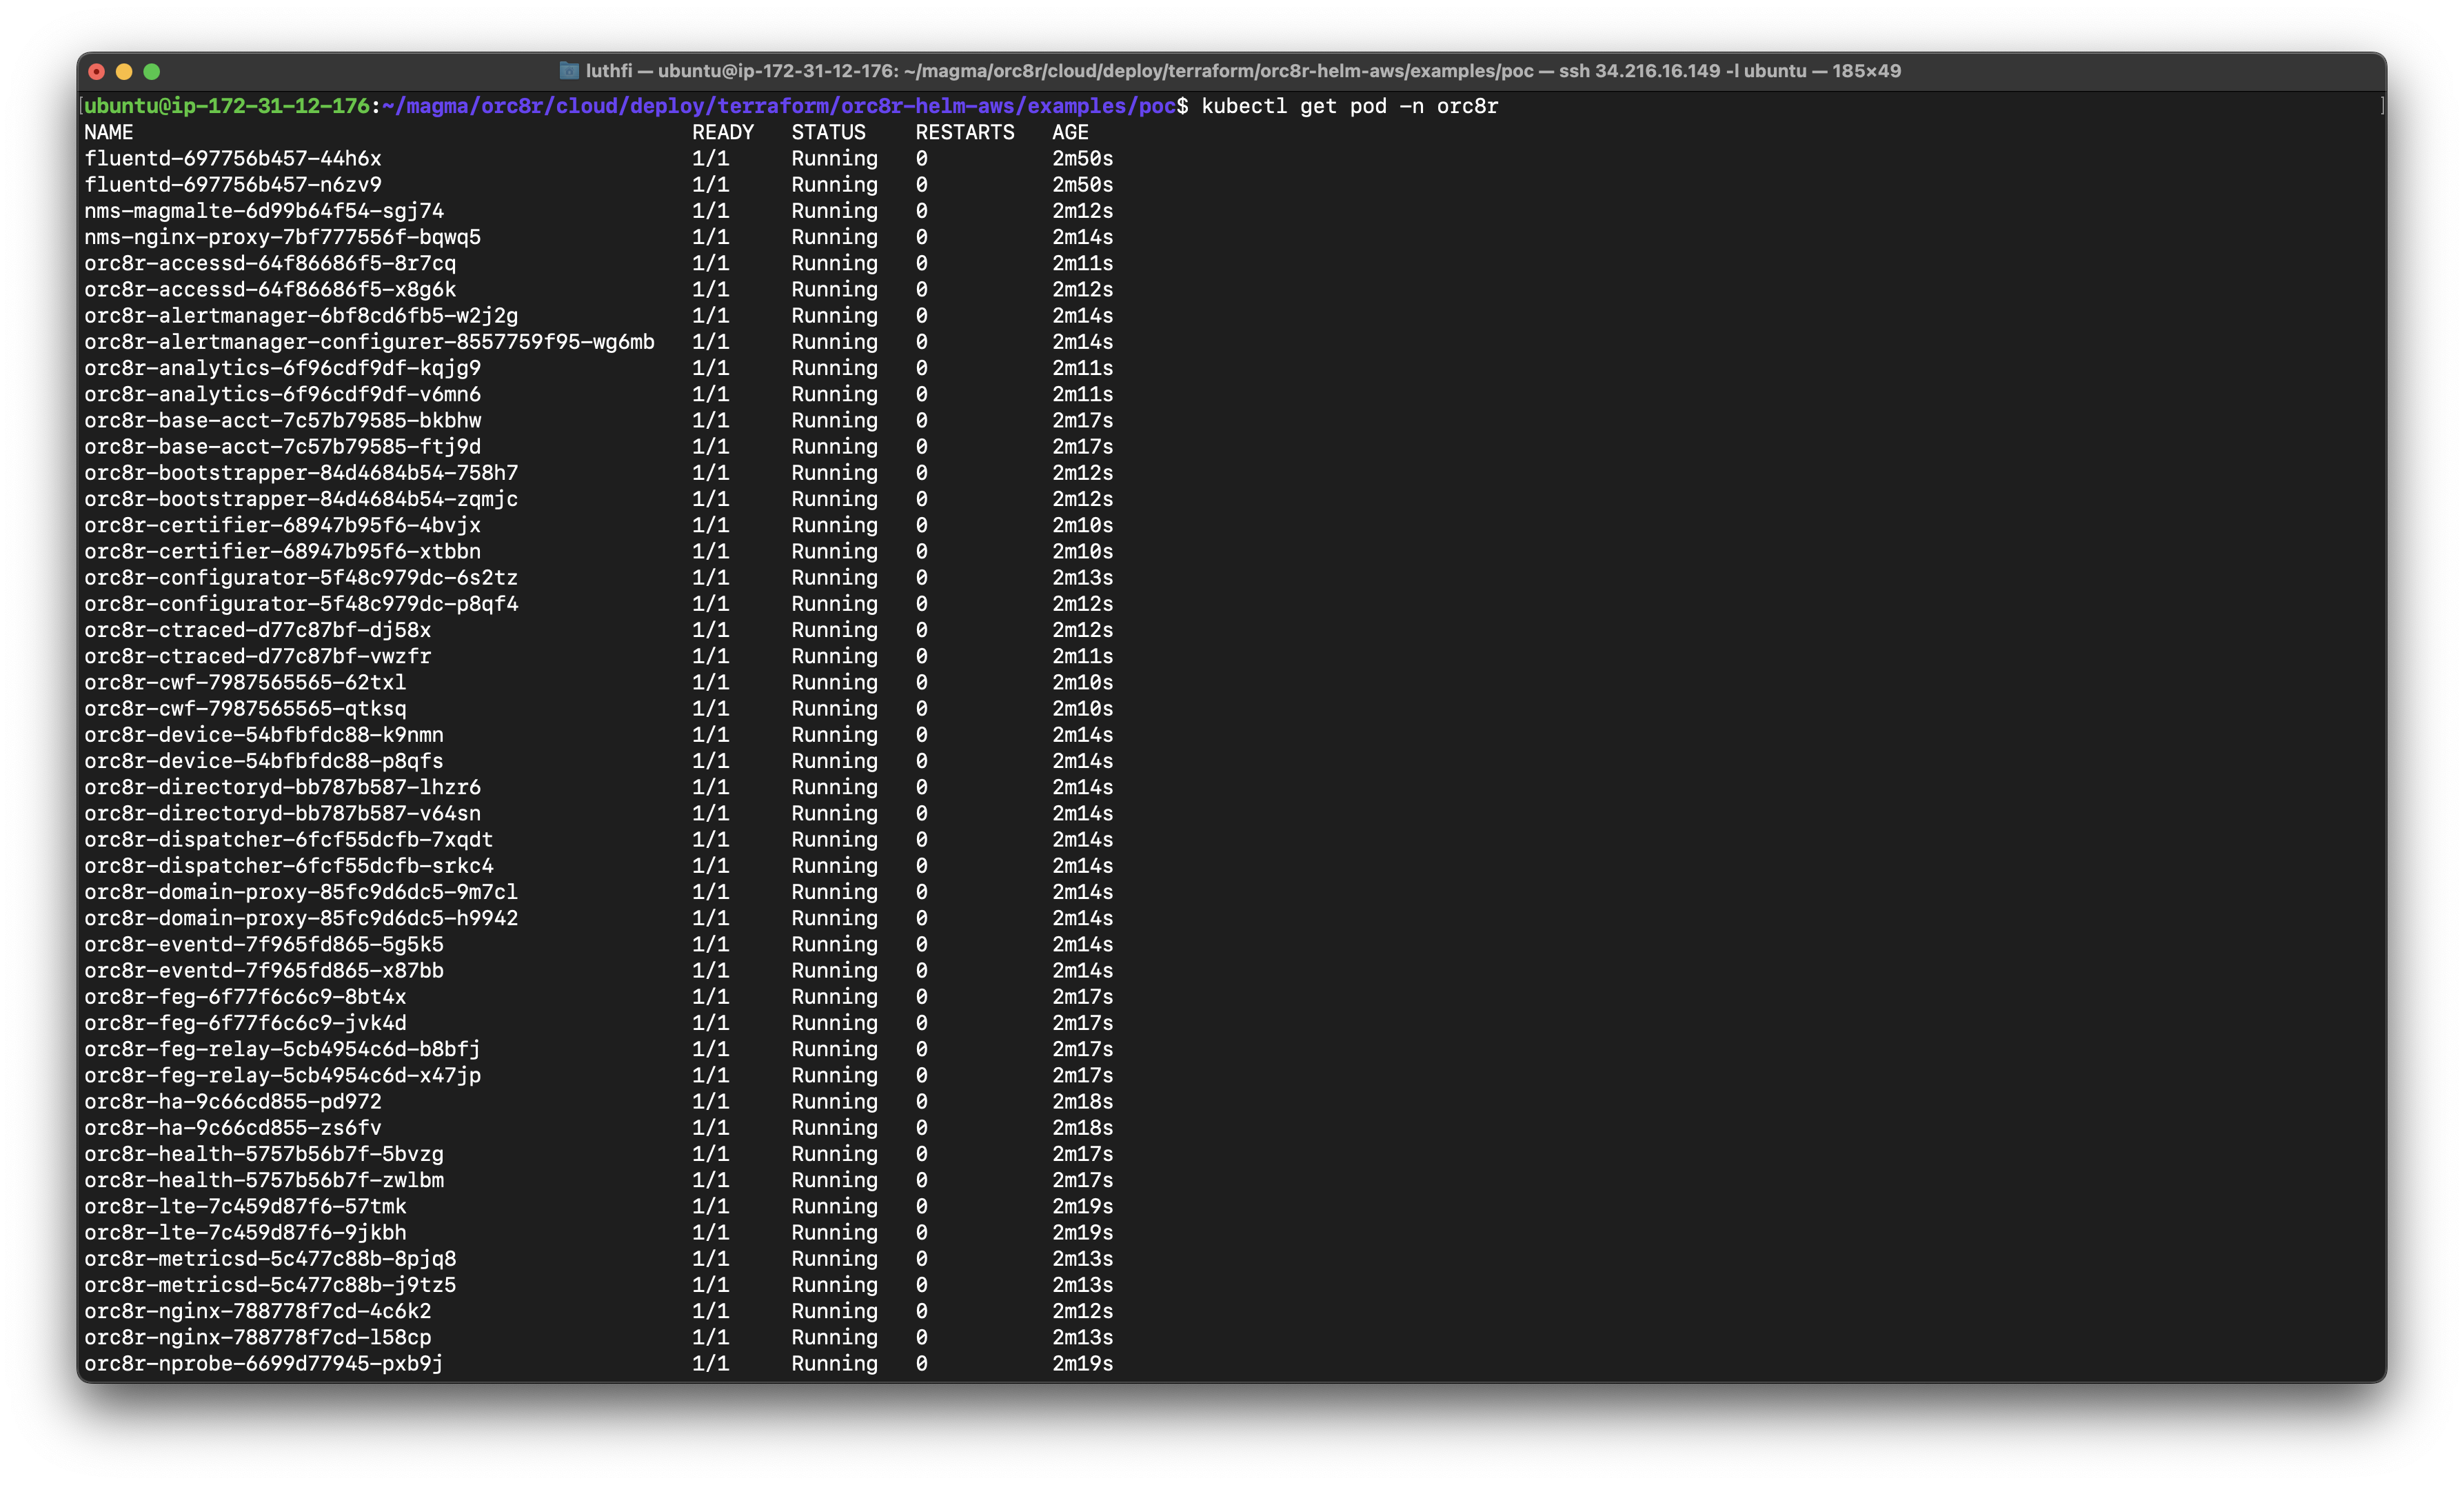 luthfi — ubuntu@ip-172-31-12-176: ~/magma/orc8r/cloud/deploy/terraform/orc8r-helm-aws/examples/poc — ssh 34.216.16.149 -l ubuntu — 185×49
[ubuntu@ip-172-31-12-176:~/magma/orc8r/cloud/deploy/terraform/orc8r-helm-aws/examples/poc$ kubectl get pod -n orc8r ]
NAME READY STATUS RESTARTS AGE
fluentd-697756b457-44h6x 1/1 Running 0 2m50s
fluentd-697756b457-n6zv9 1/1 Running 0 2m50s
nms-magmalte-6d99b64f54-sgj74 1/1 Running 0 2m12s
nms-nginx-proxy-7bf777556f-bqwq5 1/1 Running 0 2m14s
orc8r-accessd-64f86686f5-8r7cq 1/1 Running 0 2m11s
orc8r-accessd-64f86686f5-x8g6k 1/1 Running 0 2m12s
orc8r-alertmanager-6bf8cd6fb5-w2j2g 1/1 Running 0 2m14s
orc8r-alertmanager-configurer-8557759f95-wg6mb 1/1 Running 0 2m14s
orc8r-analytics-6f96cdf9df-kqjg9 1/1 Running 0 2m11s
orc8r-analytics-6f96cdf9df-v6mn6 1/1 Running 0 2m11s
orc8r-base-acct-7c57b79585-bkbhw 1/1 Running 0 2m17s
orc8r-base-acct-7c57b79585-ftj9d 1/1 Running 0 2m17s
orc8r-bootstrapper-84d4684b54-758h7 1/1 Running 0 2m12s
orc8r-bootstrapper-84d4684b54-zqmjc 1/1 Running 0 2m12s
orc8r-certifier-68947b95f6-4bvjx 1/1 Running 0 2m10s
orc8r-certifier-68947b95f6-xtbbn 1/1 Running 0 2m10s
orc8r-configurator-5f48c979dc-6s2tz 1/1 Running 0 2m13s
orc8r-configurator-5f48c979dc-p8qf4 1/1 Running 0 2m12s
orc8r-ctraced-d77c87bf-dj58x 1/1 Running 0 2m12s
orc8r-ctraced-d77c87bf-vwzfr 1/1 Running 0 2m11s
orc8r-cwf-7987565565-62txl 1/1 Running 0 2m10s
orc8r-cwf-7987565565-qtksq 1/1 Running 0 2m10s
orc8r-device-54bfbfdc88-k9nmn 1/1 Running 0 2m14s
orc8r-device-54bfbfdc88-p8qfs 1/1 Running 0 2m14s
orc8r-directoryd-bb787b587-lhzr6 1/1 Running 0 2m14s
orc8r-directoryd-bb787b587-v64sn 1/1 Running 0 2m14s
orc8r-dispatcher-6fcf55dcfb-7xqdt 1/1 Running 0 2m14s
orc8r-dispatcher-6fcf55dcfb-srkc4 1/1 Running 0 2m14s
orc8r-domain-proxy-85fc9d6dc5-9m7cl 1/1 Running 0 2m14s
orc8r-domain-proxy-85fc9d6dc5-h9942 1/1 Running 0 2m14s
orc8r-eventd-7f965fd865-5g5k5 1/1 Running 0 2m14s
orc8r-eventd-7f965fd865-x87bb 1/1 Running 0 2m14s
orc8r-feg-6f77f6c6c9-8bt4x 1/1 Running 0 2m17s
orc8r-feg-6f77f6c6c9-jvk4d 1/1 Running 0 2m17s
orc8r-feg-relay-5cb4954c6d-b8bfj 1/1 Running 0 2m17s
orc8r-feg-relay-5cb4954c6d-x47jp 1/1 Running 0 2m17s
orc8r-ha-9c66cd855-pd972 1/1 Running 0 2m18s
orc8r-ha-9c66cd855-zs6fv 1/1 Running 0 2m18s
orc8r-health-5757b56b7f-5bvzg 1/1 Running 0 2m17s
orc8r-health-5757b56b7f-zwlbm 1/1 Running 0 2m17s
orc8r-lte-7c459d87f6-57tmk 1/1 Running 0 2m19s
orc8r-lte-7c459d87f6-9jkbh 1/1 Running 0 2m19s
orc8r-metricsd-5c477c88b-8pjq8 1/1 Running 0 2m13s
orc8r-metricsd-5c477c88b-j9tz5 1/1 Running 0 2m13s
orc8r-nginx-788778f7cd-4c6k2 1/1 Running 0 2m12s
orc8r-nginx-788778f7cd-l58cp 1/1 Running 0 2m13s
orc8r-nprobe-6699d77945-pxb9j 1/1 Running 0 2m19s